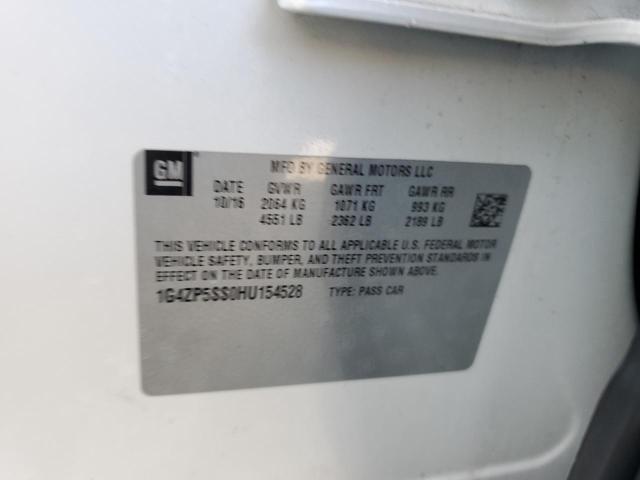 GM
MFD BY GENERAL MOTORS LLC
DATE GVWR GAWR FRT GAWR RR
10/16 2064 KG 1071 KG 993 KG
4551 LB 2362 LB 2189 LB
THIS VEHICLE CONFORMS TO ALL APPLICABLE U.S. FEDERAL MOTOR
VEHICLE SAFETY, BUMPER, AND THEFT PREVENTION STANDARDS IN
EFFECT ON THE DATE OF MANUFACTURE SHOWN ABOVE.
1G4ZP5SS0HU154528 TYPE: PASS CAR